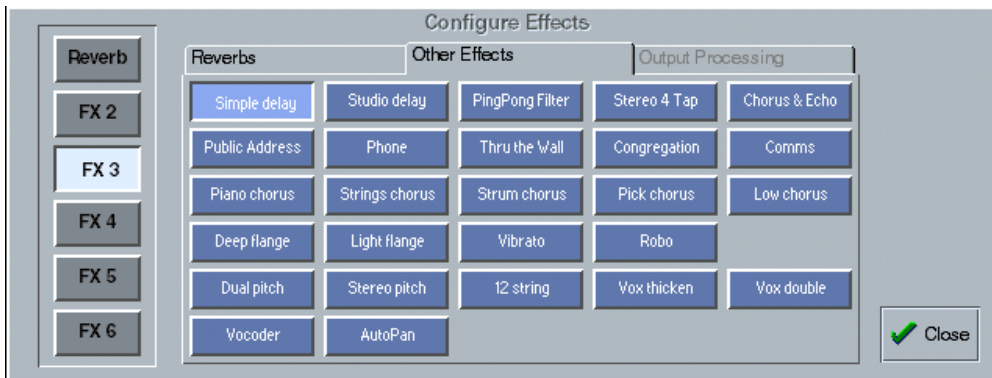 Configure Effects
Reverb
FX 2
FX 3
FX 4
FX 5
FX 6
Reverbs Other Effects Output Processing
Simple delay Studio delay PingPong Filter Stereo 4 Tap Chorus & Echo
Public Address Phone Thru the Wall Congregation Comms
Piano chorus Strings chorus Strum chorus Pick chorus Low chorus
Deep flange Light flange Vibrato Robo
Dual pitch Stereo pitch 12 string Vox thicken Vox double
Vocoder AutoPan
Close